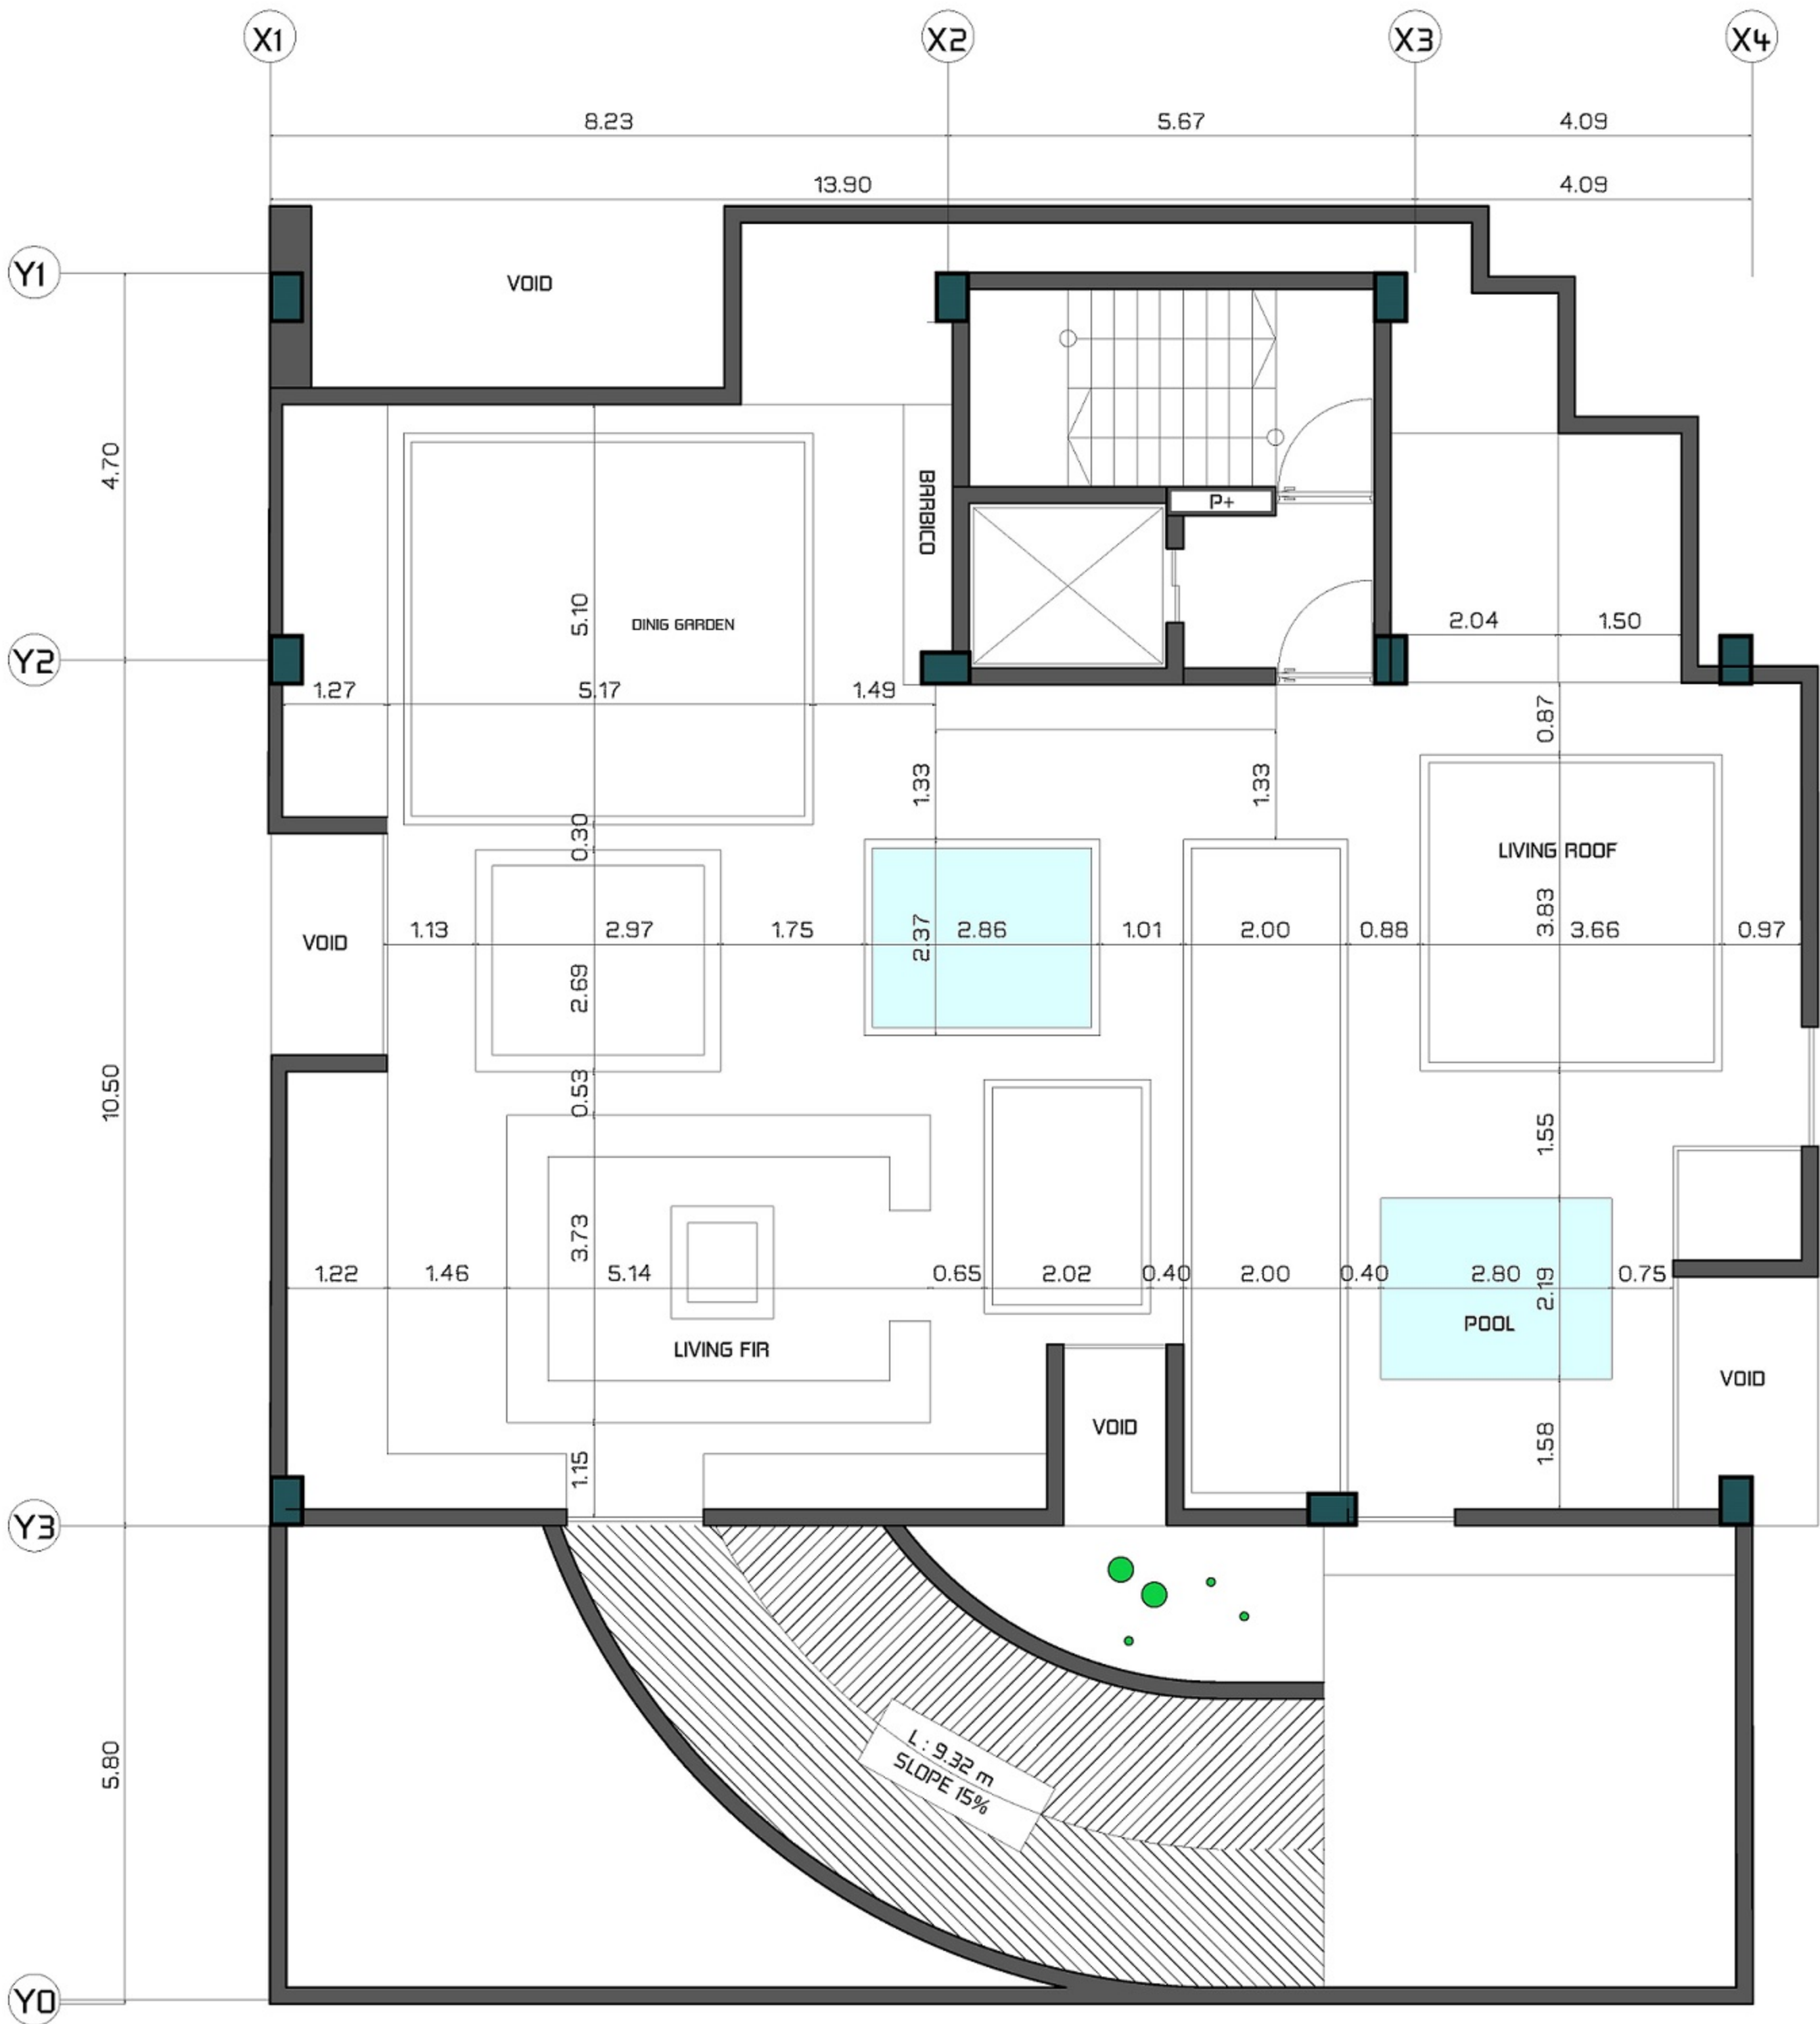 X1
X2
X3
X4
8.23
5.67
4.09
13.90
4.09
Y1
VOID
4.70
BARBICO
P+
5.10
DINIG GARDEN
2.04
1.50
Y2
1.27
5.17
1.49
0.87
1.33
1.33
0.30
LIVING ROOF
VOID
1.13
2.97
1.75
2.37
2.86
1.01
2.00
0.88
3.83
3.66
0.97
2.69
10.50
0.53
1.55
3.73
1.22
1.46
5.14
0.65
2.02
0.40
2.00
0.40
2.80
2.19
0.75
POOL
LIVING FIR
VOID
VOID
1.15
1.58
Y3
L : 9.32 m
SLOPE 15%
5.80
Y0